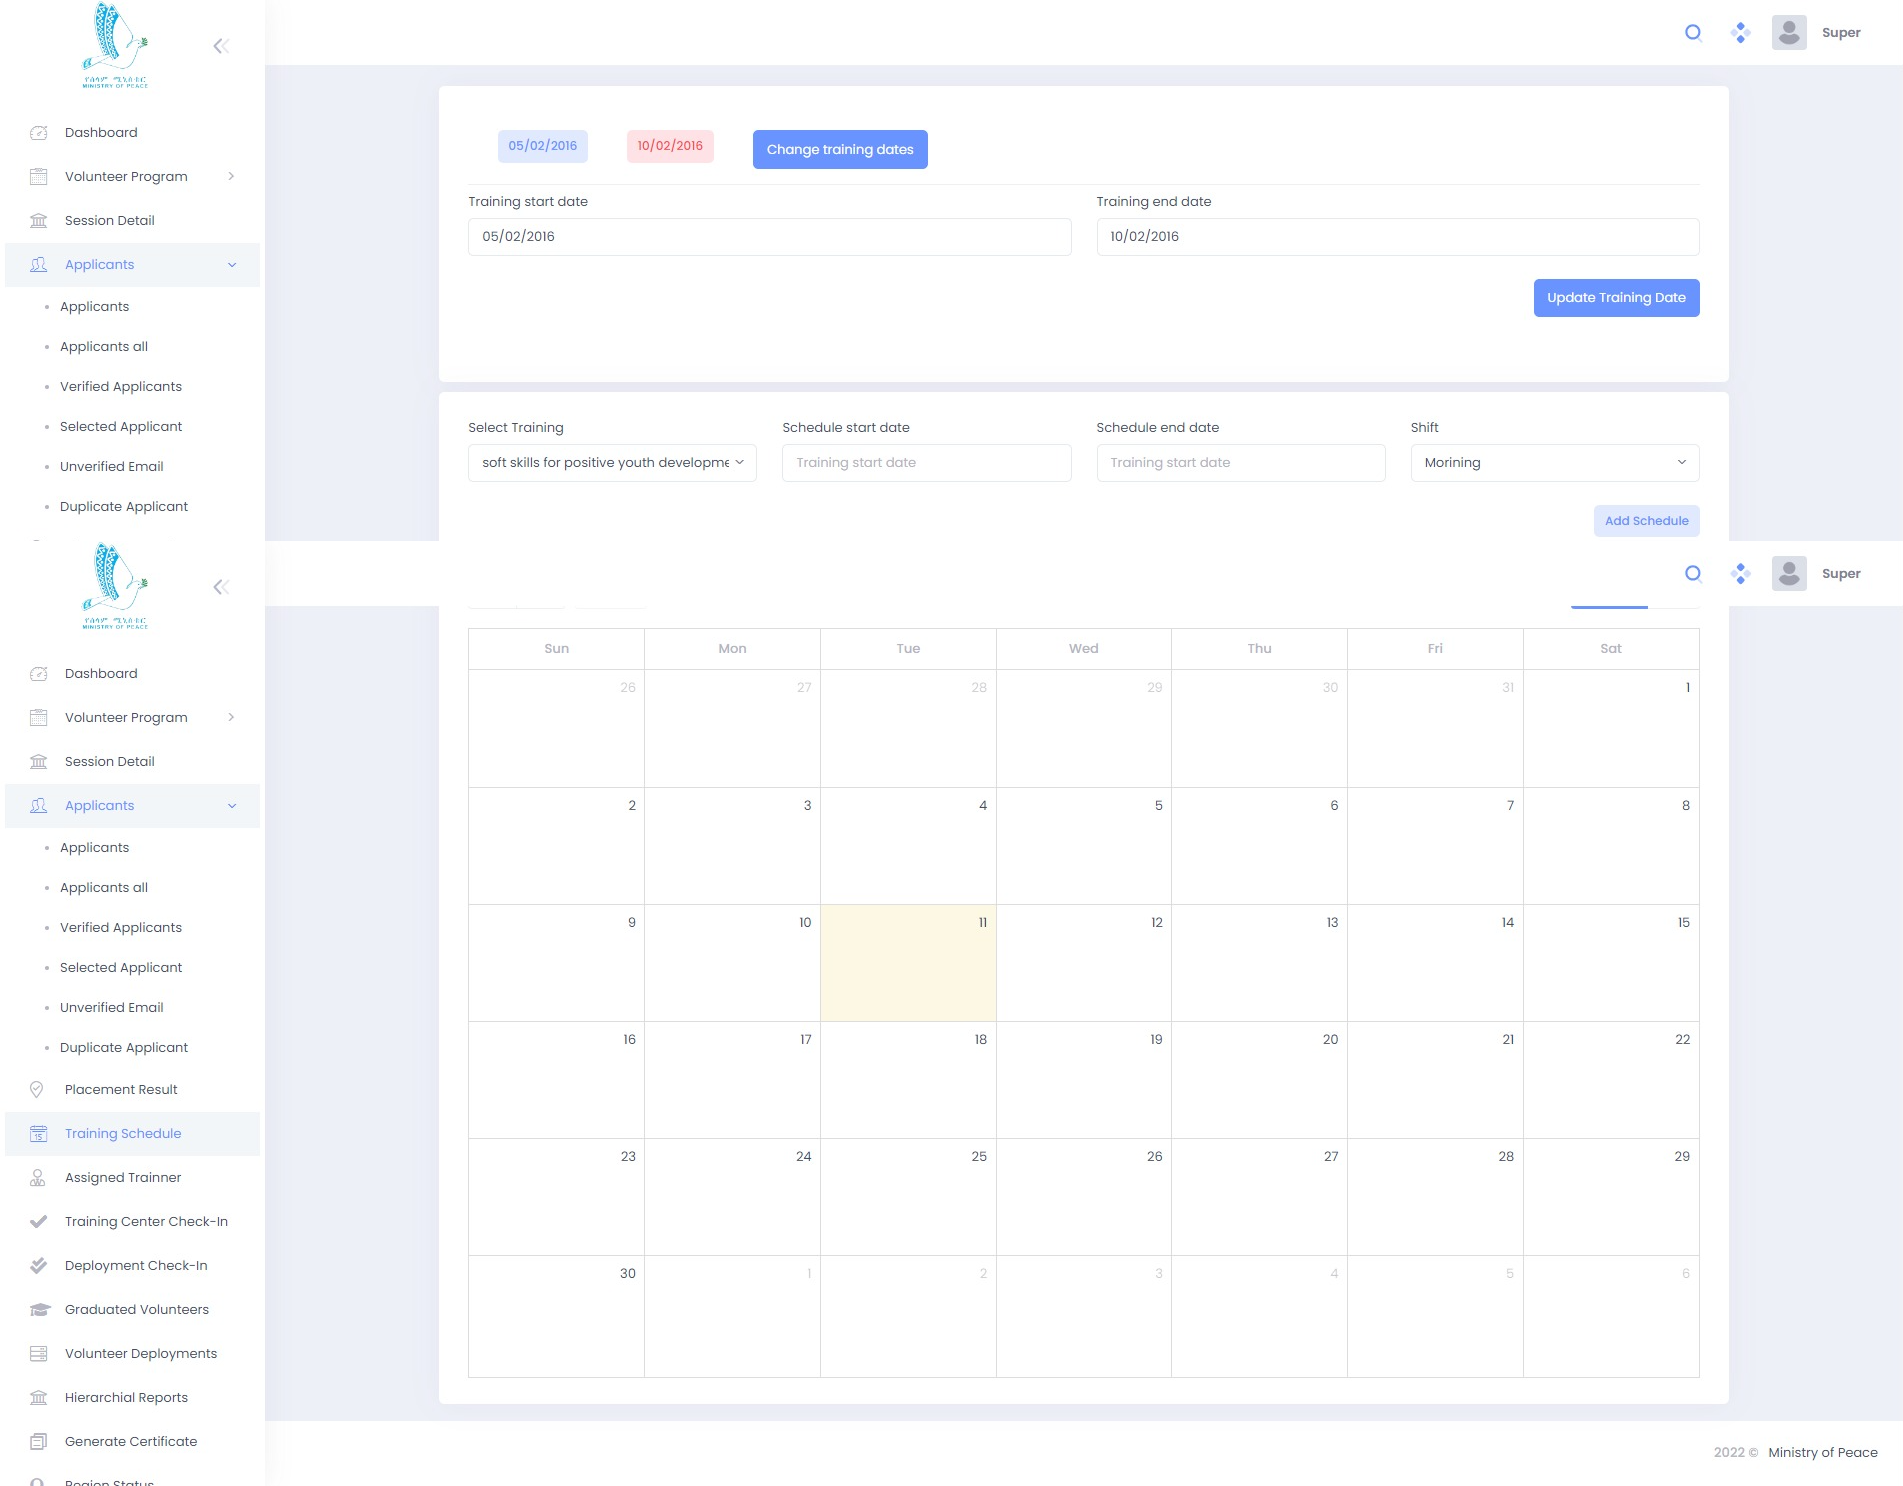 የሰላም ሚኒስቴር
MINISTRY OF PEACE
Super
Dashboard
Volunteer Program
Session Detail
Applicants
Applicants
Applicants all
Verified Applicants
Selected Applicant
Unverified Email
Duplicate Applicant
05/02/2016
10/02/2016
Change training dates
Training start date
Training end date
05/02/2016
10/02/2016
Update Training Date
Select Training
Schedule start date
Schedule end date
Shift
soft skills for positive youth developme
Training start date
Training start date
Morining
Add Schedule
የሰላም ሚኒስቴር
MINISTRY OF PEACE
Super
Dashboard
Volunteer Program
Session Detail
Applicants
Applicants
Applicants all
Verified Applicants
Selected Applicant
Unverified Email
Duplicate Applicant
Placement Result
15
Training Schedule
Assigned Trainner
Training Center Check-In
Deployment Check-In
Graduated Volunteers
Volunteer Deployments
Hierarchial Reports
Generate Certificate
Region Status
Sun Mon Tue Wed Thu Fri Sat
26 27 28 29 30 31 1
2 3 4 5 6 7 8
9 10 11 12 13 14 15
16 17 18 19 20 21 22
23 24 25 26 27 28 29
30 1 2 3 4 5 6
2022 © Ministry of Peace